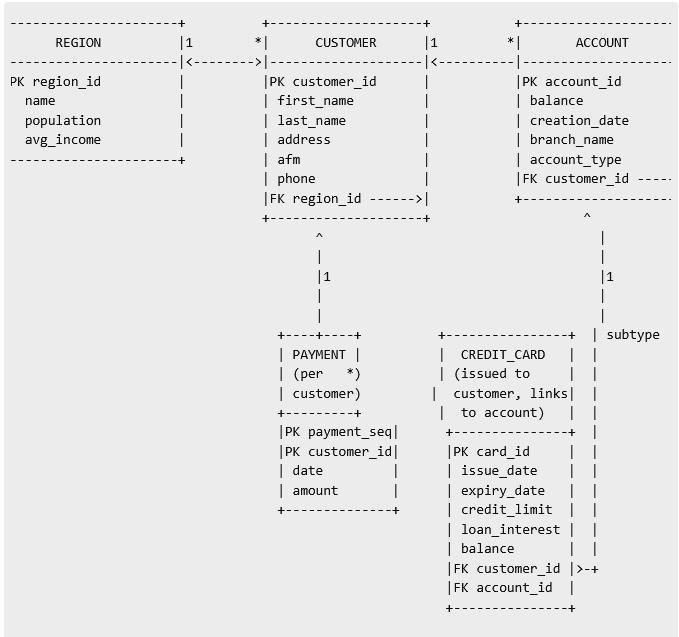 ---------------------+          +--------------------+           +--------------------
      REGION          |1        *|      CUSTOMER      |1         *|       ACCOUNT
----------------------|<-------->|--------------------|<----------|--------------------
PK region_id          |          |PK customer_id      |           |PK account_id
  name                |          | first_name         |           | balance
  population          |          | last_name          |           | creation_date
  avg_income          |          | address            |           | branch_name
----------------------+          | afm                |           | account_type
                                 | phone              |           |FK customer_id -----
                                 |FK region_id ------>|           +--------------------
                                 +--------------------+                    ^
                                        ^                                    |
                                        |                                    |
                                        |1                                   |1
                                        |                                    |
                                        |                                    |
                                   +----+----+          +----------------+  | subtype
                                   | PAYMENT |          |  CREDIT_CARD   |  |
                                   | (per   *)          | (issued to     |  |
                                   | customer)         |  customer, links|  |
                                   +---------+          |  to account)   |  |
                                   |PK payment_seq|      +---------------+  |
                                   |PK customer_id|      |PK card_id     |  |
                                   | date         |      | issue_date    |  |
                                   | amount       |      | expiry_date   |  |
                                   +--------------+      | credit_limit  |  |
                                                         | loan_interest |  |
                                                         | balance       |  |
                                                         |FK customer_id |>-+
                                                         |FK account_id  |
                                                         +---------------+